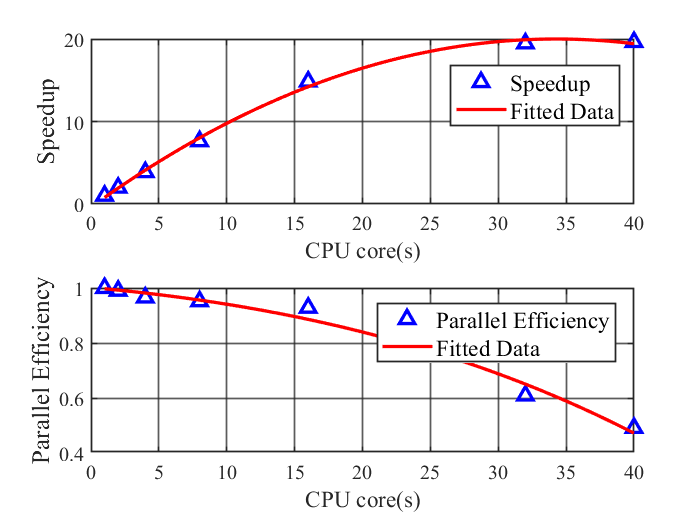 20
10
0
Speedup
Speedup
Fitted Data
0 5 10 15 20 25 30 35 40
CPU core(s)
1
0.8
0.6
0.4
Parallel Efficiency
Parallel Efficiency
Fitted Data
0 5 10 15 20 25 30 35 40
CPU core(s)